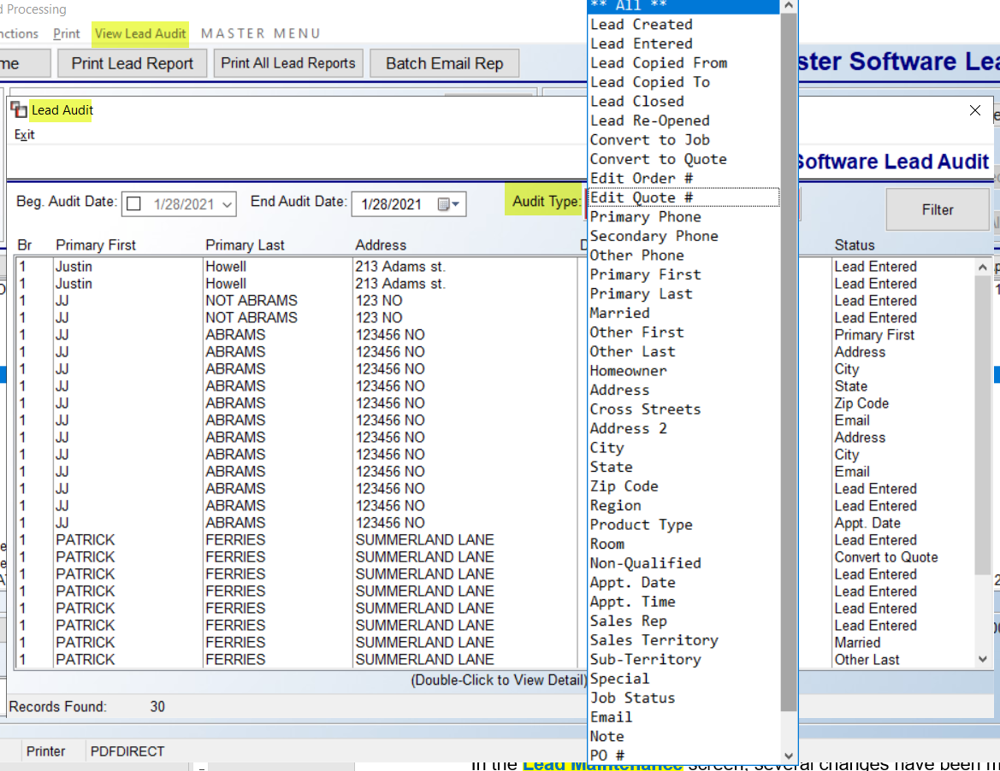 d Processing
nctions Print View Lead Audit MASTER MENU
me Print Lead Report Print All Lead Reports Batch Email Rep
ster Software Lea
Lead Audit
Exit
Software Lead Audit
Beg. Audit Date: 1/28/2021 End Audit Date: 1/28/2021 Audit Type: Filter
** All **
Lead Created
Lead Entered
Lead Copied From
Lead Copied To
Lead Closed
Lead Re-Opened
Convert to Job
Convert to Quote
Edit Order #
Edit Quote #
Primary Phone
Secondary Phone
Other Phone
Primary First
Primary Last
Married
Other First
Other Last
Homeowner
Address
Cross Streets
Address 2
City
State
Zip Code
Region
Product Type
Room
Non-Qualified
Appt. Date
Appt. Time
Sales Rep
Sales Territory
Sub-Territory
Special
Job Status
Email
Note
PO #
Br Primary First Primary Last Address Status
1 Justin Howell 213 Adams st. Lead Entered
1 Justin Howell 213 Adams st. Lead Entered
1 JJ NOT ABRAMS 123 NO Lead Entered
1 JJ NOT ABRAMS 123 NO Lead Entered
1 JJ ABRAMS 123456 NO Primary First
1 JJ ABRAMS 123456 NO Address
1 JJ ABRAMS 123456 NO City
1 JJ ABRAMS 123456 NO State
1 JJ ABRAMS 123456 NO Zip Code
1 JJ ABRAMS 123456 NO Email
1 JJ ABRAMS 123456 NO Address
1 JJ ABRAMS 123456 NO City
1 JJ ABRAMS 123456 NO Email
1 JJ ABRAMS 123456 NO Lead Entered
1 JJ ABRAMS 123456 NO Lead Entered
1 JJ ABRAMS 123456 NO Appt. Date
1 PATRICK FERRIES SUMMERLAND LANE Lead Entered
1 PATRICK FERRIES SUMMERLAND LANE Convert to Quote
1 PATRICK FERRIES SUMMERLAND LANE Lead Entered
1 PATRICK FERRIES SUMMERLAND LANE Lead Entered
1 PATRICK FERRIES SUMMERLAND LANE Lead Entered
1 PATRICK FERRIES SUMMERLAND LANE Lead Entered
1 PATRICK FERRIES SUMMERLAND LANE Married
1 PATRICK FERRIES SUMMERLAND LANE Other Last
(Double-Click to View Detail)
Records Found: 30
Printer PDFDIRECT
In the Lead Maintenance screen, several changes have been m